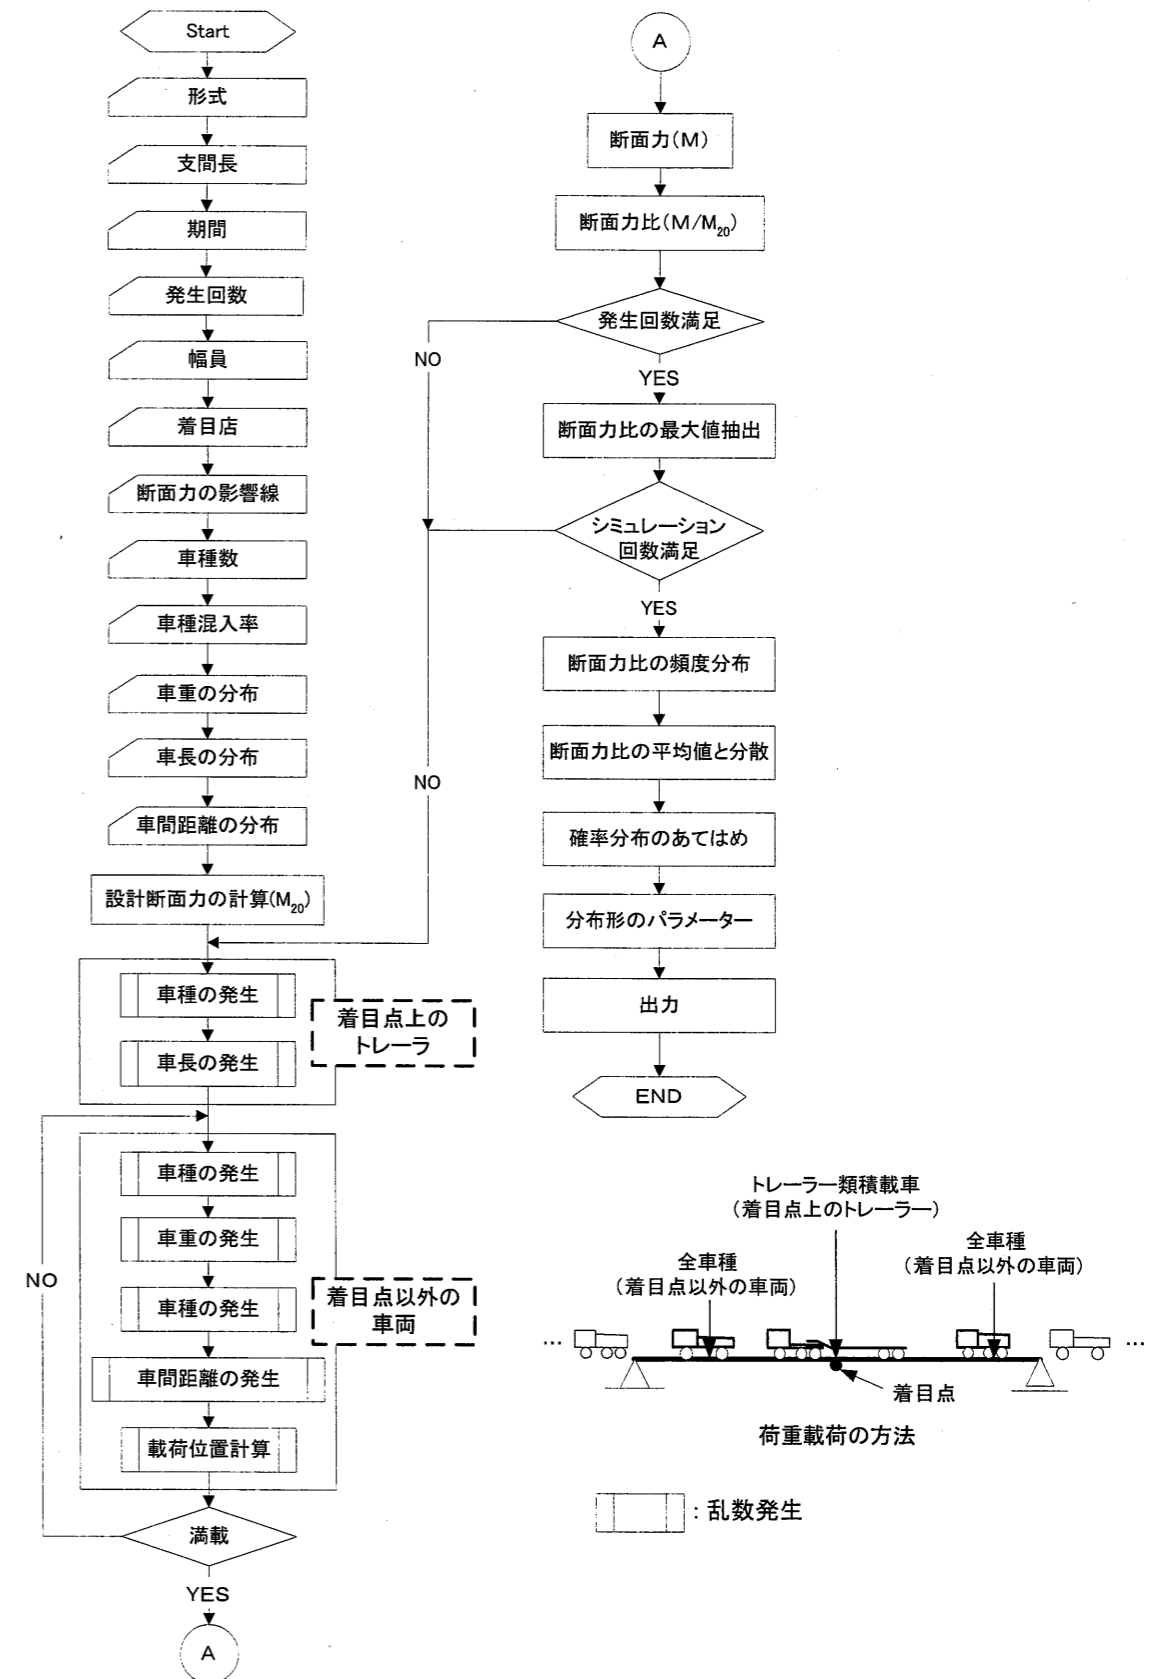 Start
形式
支間長
期間
発生回数
幅員
着目店
断面力の影響線
車種数
車種混入率
車重の分布
車長の分布
車間距離の分布
設計断面力の計算(M20)
車種の発生
車長の発生
着目点上の
トレーラ
車種の発生
車重の発生
車種の発生
車間距離の発生
載荷位置計算
着目点以外の
車両
NO
満載
YES
A
A
断面力(M)
断面力比(M/M20)
発生回数満足
NO
YES
断面力比の最大値抽出
シミュレーション
回数満足
NO
YES
断面力比の頻度分布
断面力比の平均値と分散
確率分布のあてはめ
分布形のパラメーター
出力
END
トレーラー類積載車
(着目点上のトレーラー)
全車種
(着目点以外の車両)
全車種
(着目点以外の車両)
...
...
着目点
荷重載荷の方法
:乱数発生